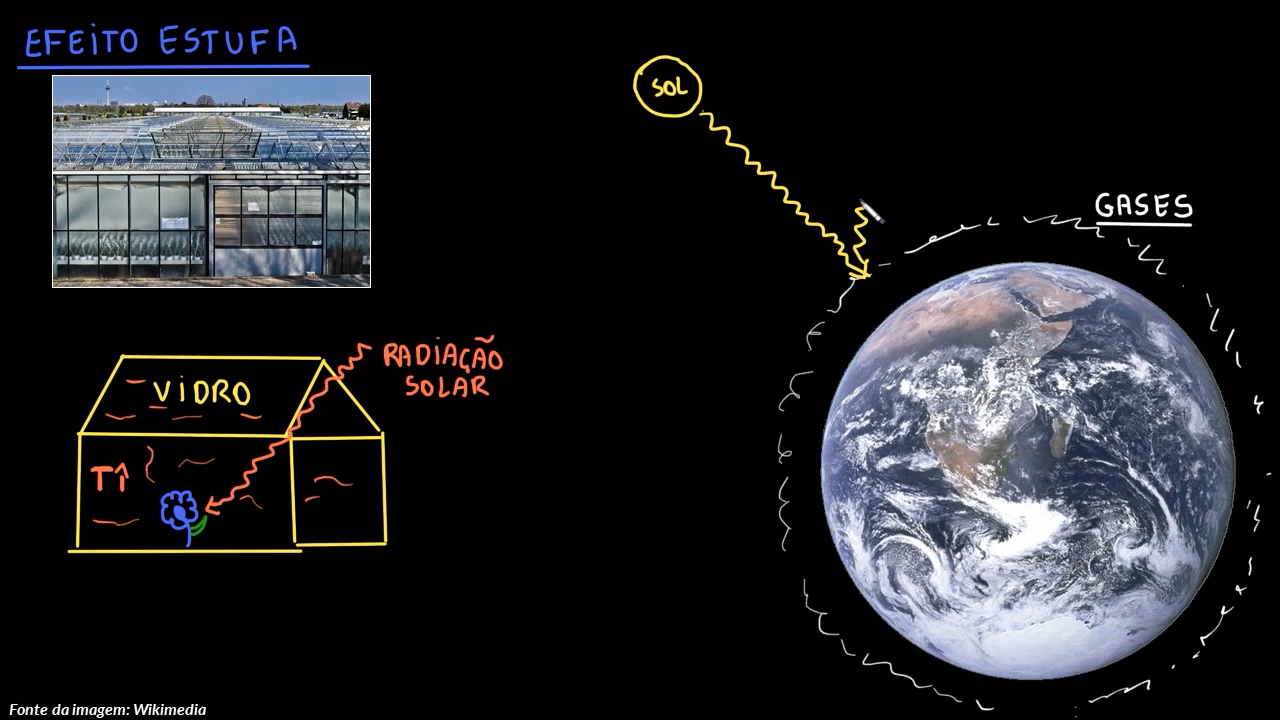 EFEITO ESTUFA
SOL
GASES
RADIAÇÃO
SOLAR
VIDRO
T↑
Fonte da imagem: Wikimedia